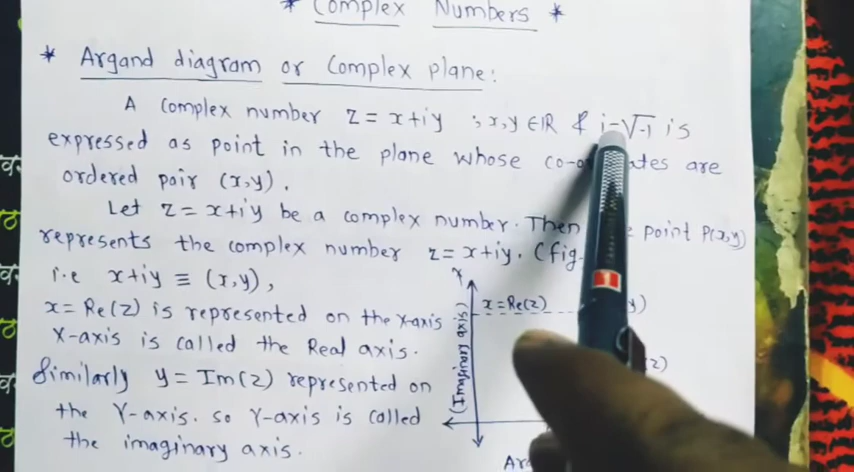 * Complex Numbers *
* Argand diagram or Complex plane:
A Complex number z = x+iy ; x,y ∈ IR & i=√-1 is
expressed as point in the plane whose are
ordered pair (x,y).
Let z = x+iy be a complex number. Then point P(x,y)
represents the complex number z = x+iy. (fig.
i.e x+iy ≡ (x,y),
x = Re(z) is represented on the x-axis
X-axis is called the Real axis.
Similarly y = Im(z) represented on
the Y-axis. so Y-axis is called
the imaginary axis.
Y
x = Re(z)
y)
(Imaginary axis)
z)